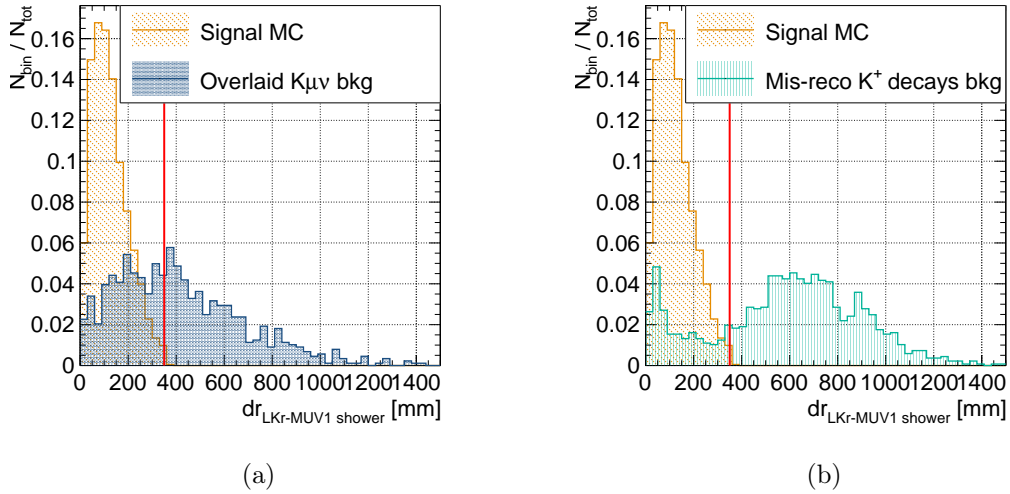 N_bin / N_tot
0.16
0.14
0.12
0.1
0.08
0.06
0.04
0.02
0
Signal MC
Overlaid Kμν bkg
0 200 400 600 800 1000 1200 1400
dr_LKr-MUV1 shower [mm]
(a)
N_bin / N_tot
0.16
0.14
0.12
0.1
0.08
0.06
0.04
0.02
0
Signal MC
Mis-reco K⁺ decays bkg
0 200 400 600 800 1000 1200 1400
dr_LKr-MUV1 shower [mm]
(b)